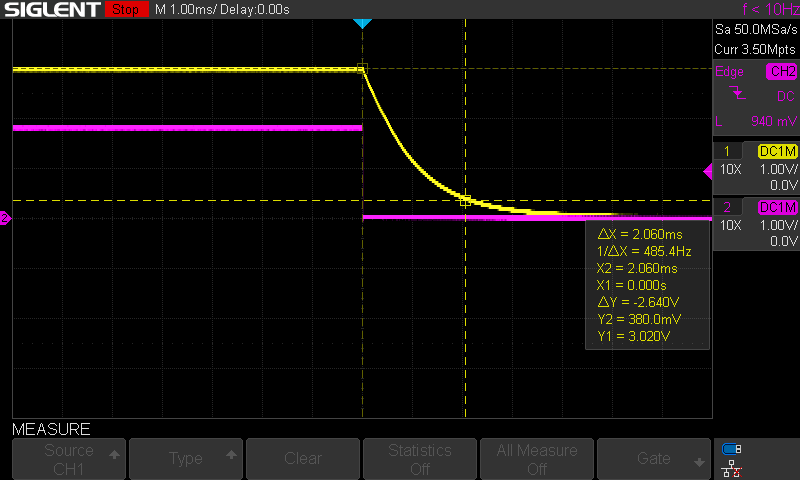 SIGLENT Stop M 1.00ms/ Delay:0.00s f < 10Hz
Sa 50.0MSa/s
Curr 3.50Mpts
Edge CH2
DC
L 940 mV
1 DC1M
10X 1.00V/
0.0V
2 DC1M
10X 1.00V/
0.0V
2
ΔX = 2.060ms
1/ΔX = 485.4Hz
X2 = 2.060ms
X1 = 0.000s
ΔY = -2.640V
Y2 = 380.0mV
Y1 = 3.020V
MEASURE
Source
CH1
Type
Clear
Statistics
Off
All Measure
Off
Gate